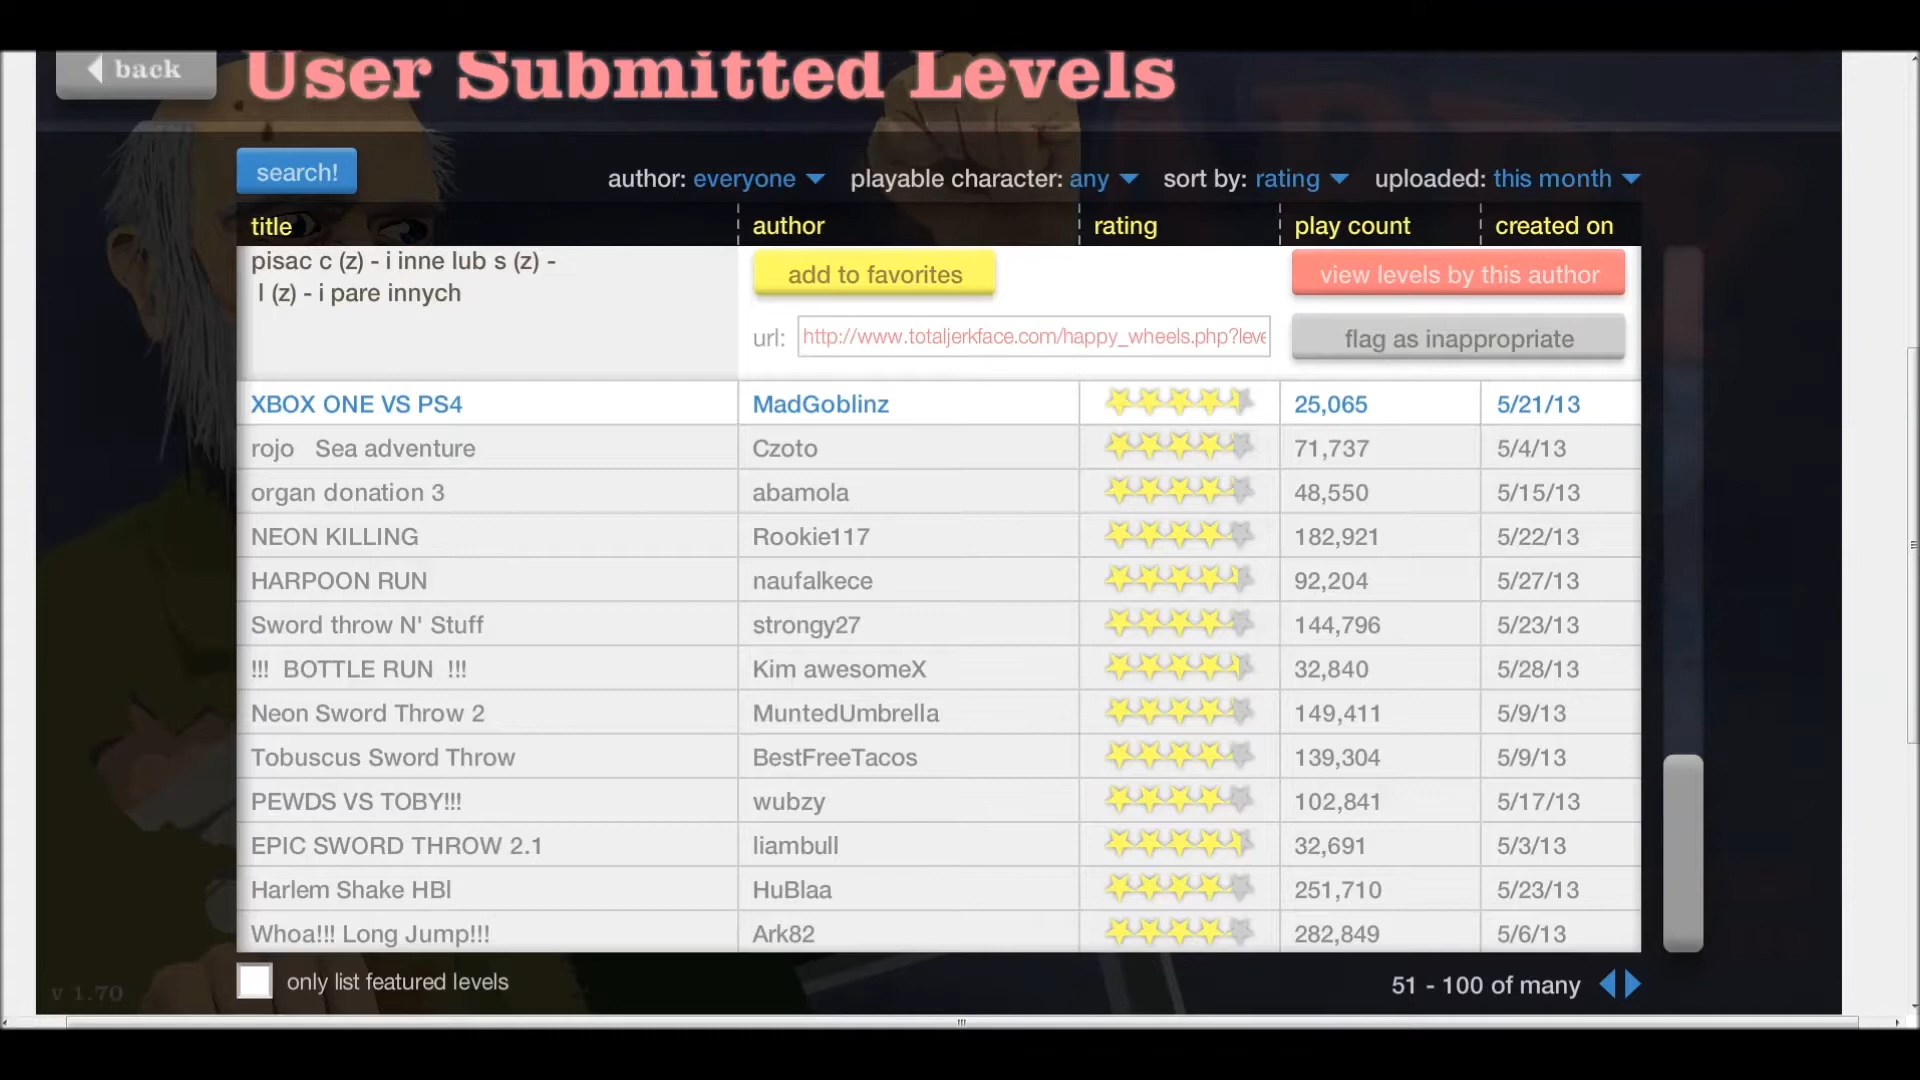 back
User Submitted Levels
search!
author: everyone playable character: any sort by: rating uploaded: this month
title author rating play count created on
pisac c (z) - i inne lub s (z) -
l (z) - i pare innych
add to favorites view levels by this author
url: http://www.totaljerkface.com/happy_wheels.php?leve flag as inappropriate
XBOX ONE VS PS4 MadGoblinz 25,065 5/21/13
rojo Sea adventure Czoto 71,737 5/4/13
organ donation 3 abamola 48,550 5/15/13
NEON KILLING Rookie117 182,921 5/22/13
HARPOON RUN naufalkece 92,204 5/27/13
Sword throw N' Stuff strongy27 144,796 5/23/13
!!! BOTTLE RUN !!! Kim awesomeX 32,840 5/28/13
Neon Sword Throw 2 MuntedUmbrella 149,411 5/9/13
Tobuscus Sword Throw BestFreeTacos 139,304 5/9/13
PEWDS VS TOBY!!! wubzy 102,841 5/17/13
EPIC SWORD THROW 2.1 liambull 32,691 5/3/13
Harlem Shake HBl HuBlaa 251,710 5/23/13
Whoa!!! Long Jump!!! Ark82 282,849 5/6/13
only list featured levels 51 - 100 of many
v 1.70